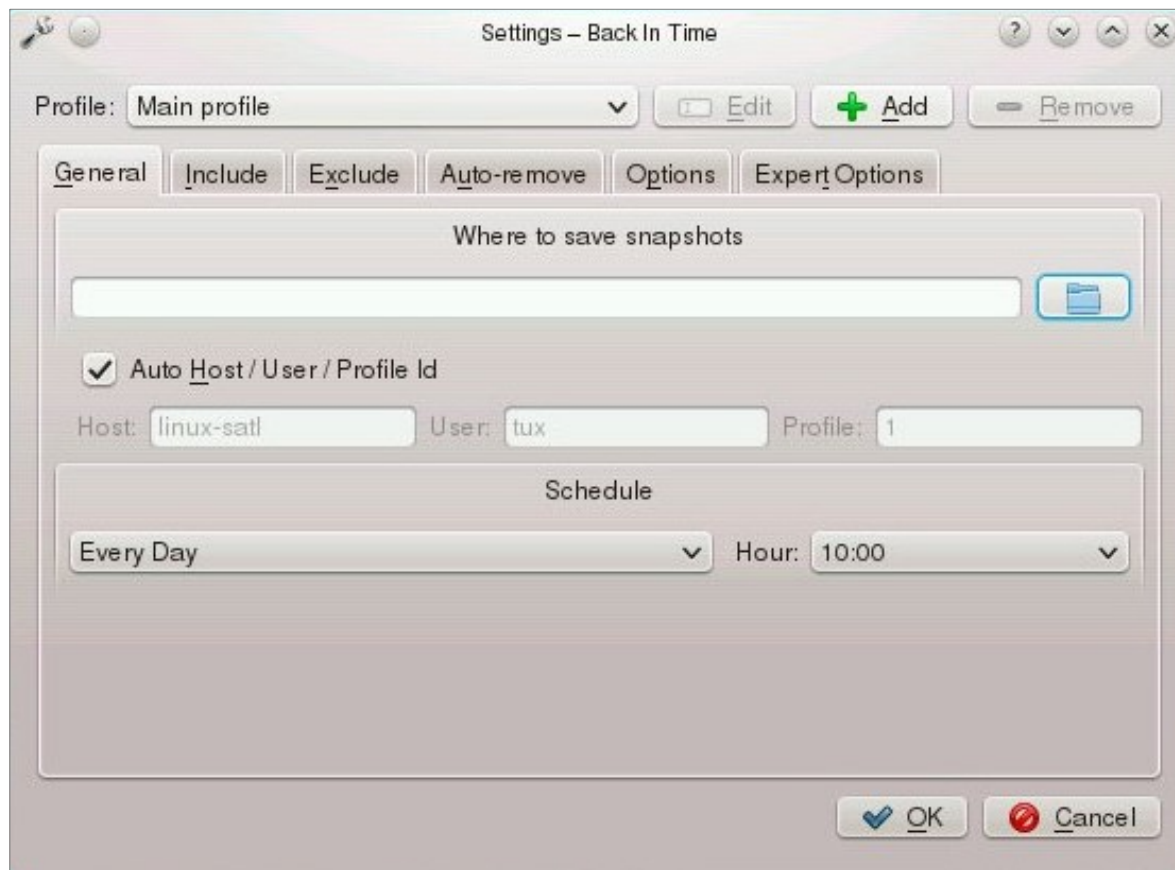 Settings – Back In Time
Profile: Main profile Edit Add Remove
General Include Exclude Auto-remove Options Expert Options
Where to save snapshots
Auto Host / User / Profile Id
Host: linux-satl User: tux Profile: 1
Schedule
Every Day Hour: 10:00
OK Cancel